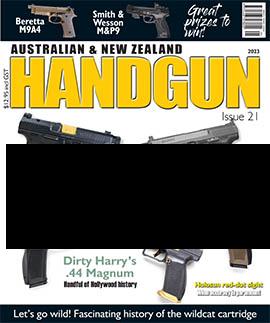 Beretta
M9A4
Smith &
Wesson
M&P9
Great
prizes to
win!
AUSTRALIAN & NEW ZEALAND
2023
HANDGUN
$12.95 incl GST
Issue 21
Dirty Harry's
.44 Magnum
Handful of Hollywood history
Holosun red-dot sight
Let's go wild! Fascinating history of the wildcat cartridge